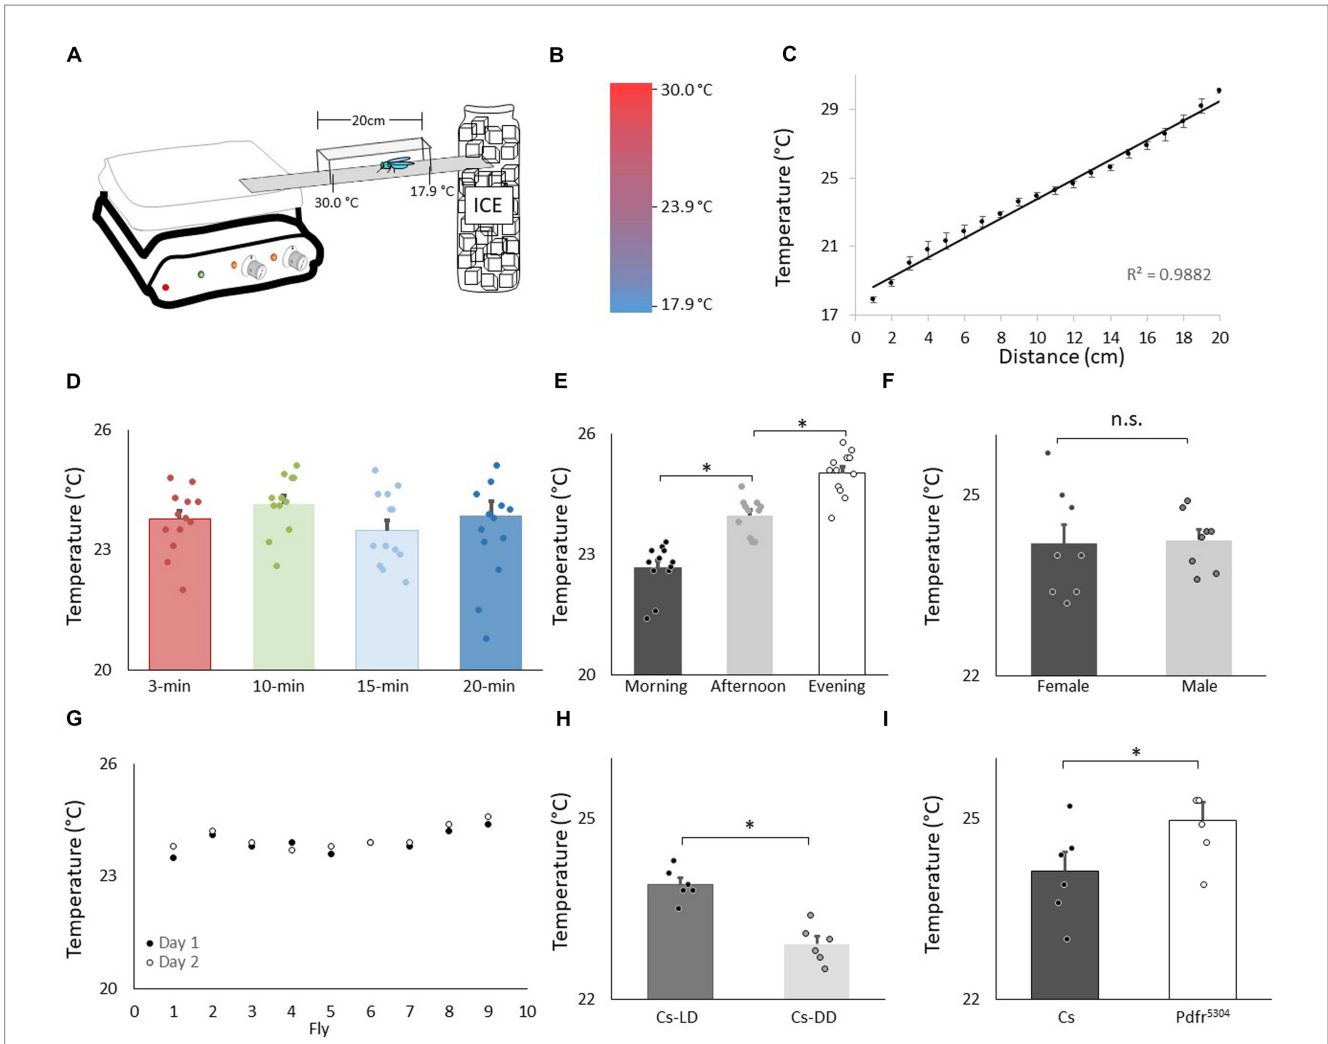 A
20cm
30.0 °C
17.9 °C
ICE
B
30.0 °C
23.9 °C
17.9 °C
C
Temperature (°C)
29
25
21
17
R² = 0.9882
0 2 4 6 8 10 12 14 16 18 20
Distance (cm)
D
Temperature (°C)
26
23
20
3-min 10-min 15-min 20-min
E
Temperature (°C)
26
23
20
*
*
Morning Afternoon Evening
F
Temperature (°C)
n.s.
25
22
Female Male
G
Temperature (°C)
26
23
20
Day 1
Day 2
0 1 2 3 4 5 6 7 8 9 10
Fly
H
Temperature (°C)
25
22
*
Cs-LD Cs-DD
I
Temperature (°C)
25
22
*
Cs Pdfr⁵³⁰⁴